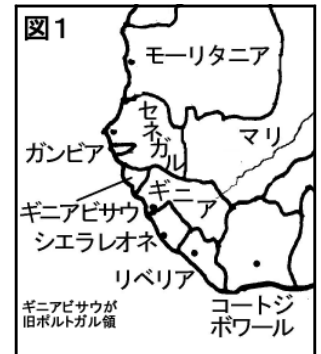 図1
モーリタニア
セネガル
マリ
ガンビア
ギニア
ギニアビサウ
シエラレオネ
リベリア
ギニアビサウが
旧ポルトガル領
コートジ
ボワール